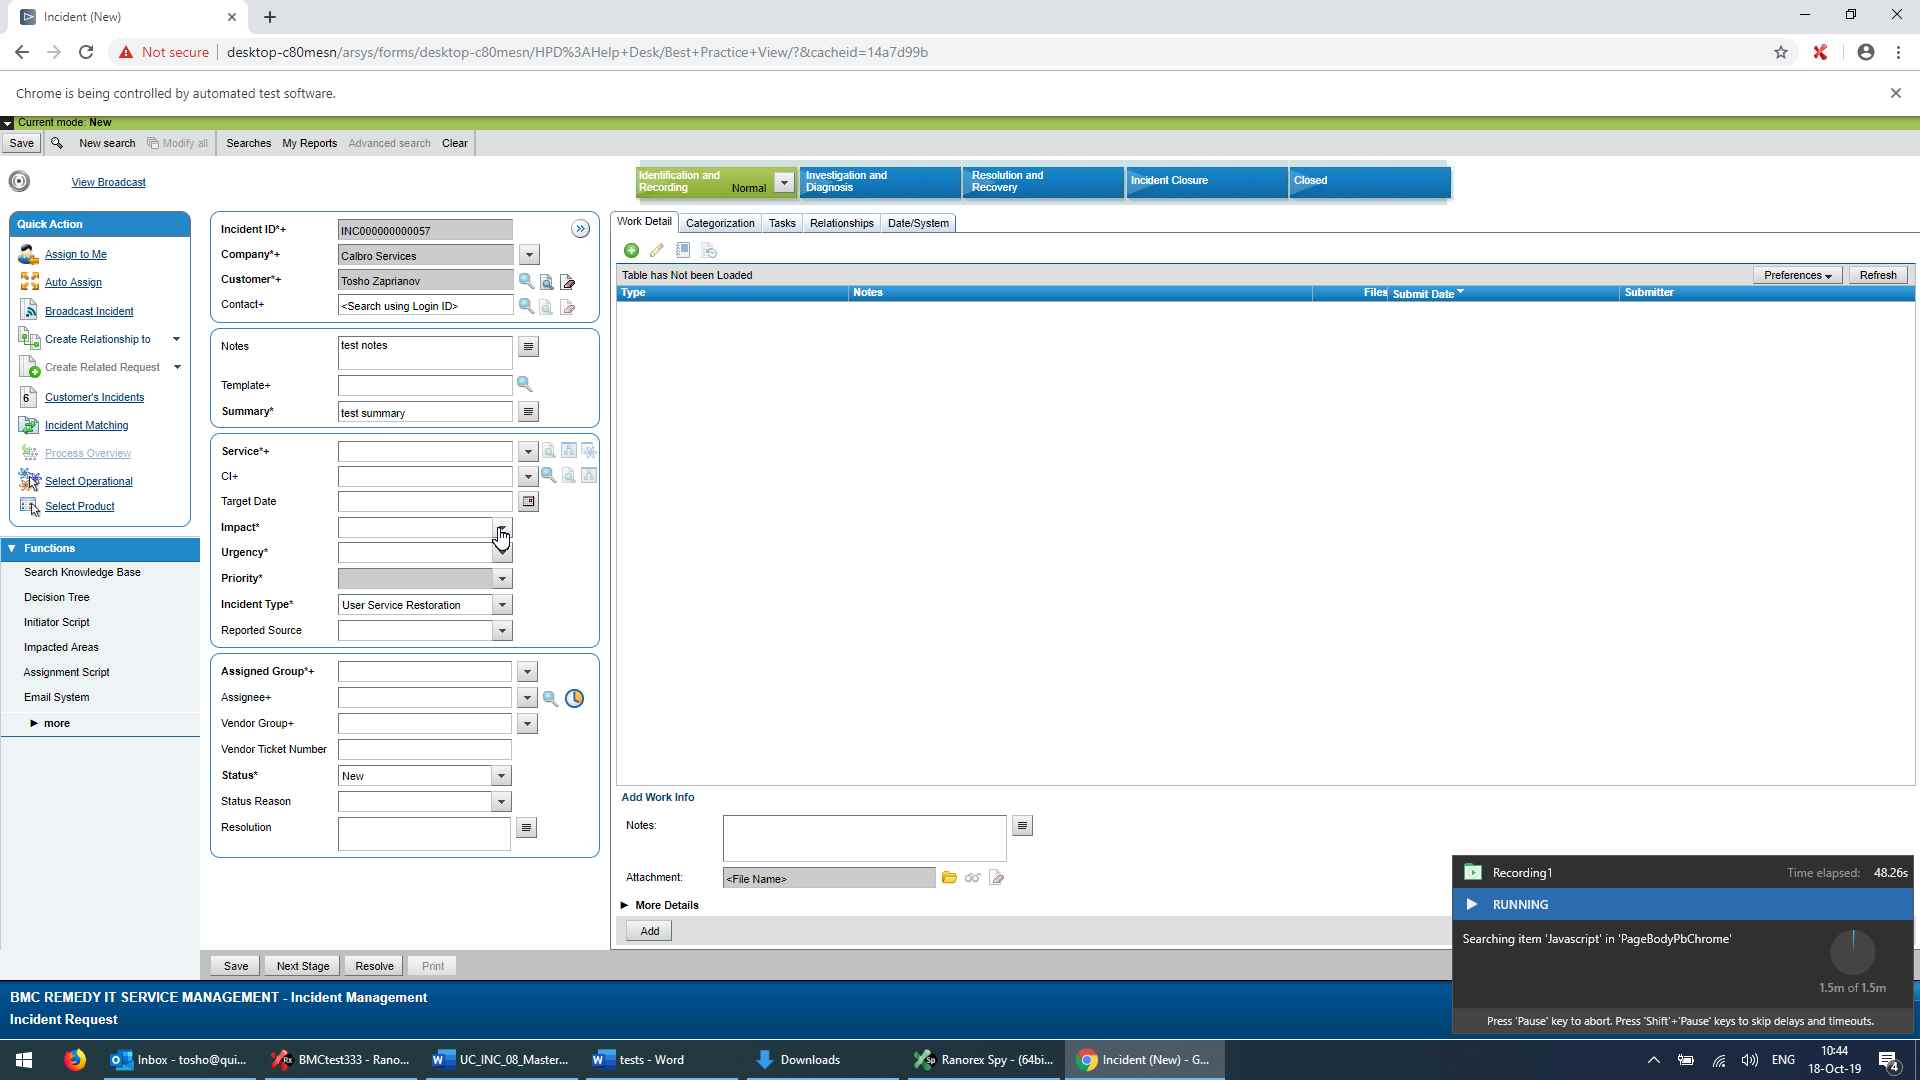 Incident (New)
Not secure
desktop-c80mesn/arsys/forms/desktop-c80mesn/HPD%3AHelp+Desk/Best+Practice+View/?&cacheid=14a7d99b
Chrome is being controlled by automated test software.
Current mode: New
Save New search Modify all Searches My Reports Advanced search Clear
View Broadcast
Identification and Recording Normal
Investigation and Diagnosis
Resolution and Recovery
Incident Closure
Closed
Quick Action
Assign to Me
Auto Assign
Broadcast Incident
Create Relationship to
Create Related Request
6 Customer's Incidents
Incident Matching
Process Overview
Select Operational
Select Product
Functions
Search Knowledge Base
Decision Tree
Initiator Script
Impacted Areas
Assignment Script
Email System
more
Incident ID*+ INC000000000057
Company*+ Calbro Services
Customer*+ Tosho Zaprianov
Contact+ <Search using Login ID>
Notes test notes
Template+
Summary* test summary
Service*+
CI+
Target Date
Impact*
Urgency*
Priority*
Incident Type* User Service Restoration
Reported Source
Assigned Group*+
Assignee+
Vendor Group+
Vendor Ticket Number
Status* New
Status Reason
Resolution
Work Detail Categorization Tasks Relationships Date/System
Table has Not been Loaded Preferences Refresh
Type Notes Files Submit Date Submitter
Add Work Info
Notes:
Attachment: <File Name>
More Details
Add
Save Next Stage Resolve Print
BMC REMEDY IT SERVICE MANAGEMENT - Incident Management
Incident Request
Recording1 Time elapsed: 48.26s
RUNNING
Searching item 'Javascript' in 'PageBodyPbChrome'
1.5m of 1.5m
Press 'Pause' key to abort. Press 'Shift'+'Pause' keys to skip delays and timeouts.
Inbox - tosho@qui... BMCtest333 - Rano... UC_INC_08_Master... tests - Word Downloads Ranorex Spy - (64bi... Incident (New) - G...
ENG
10:44
18-Oct-19
4